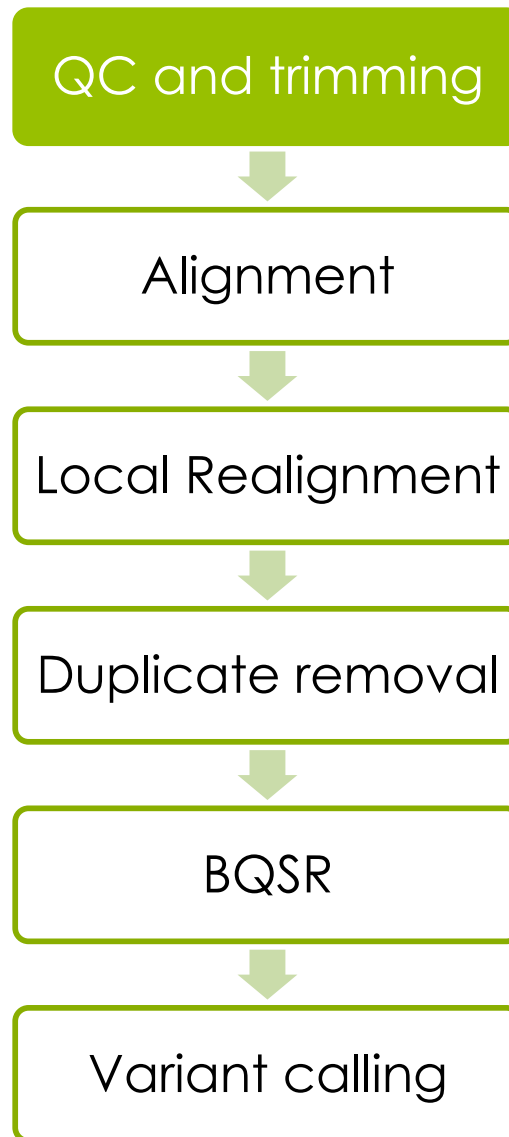 QC and trimming
Alignment
Local Realignment
Duplicate removal
BQSR
Variant calling